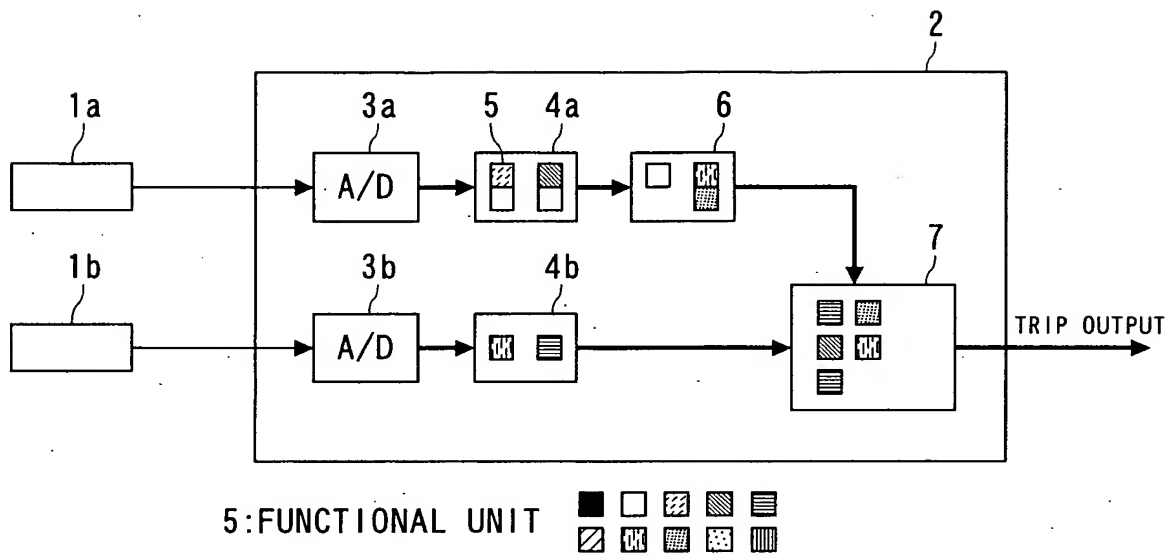 2
1a
3a
5
4a
6
A/D
1b
3b
4b
7
A/D
TRIP OUTPUT
5:FUNCTIONAL UNIT